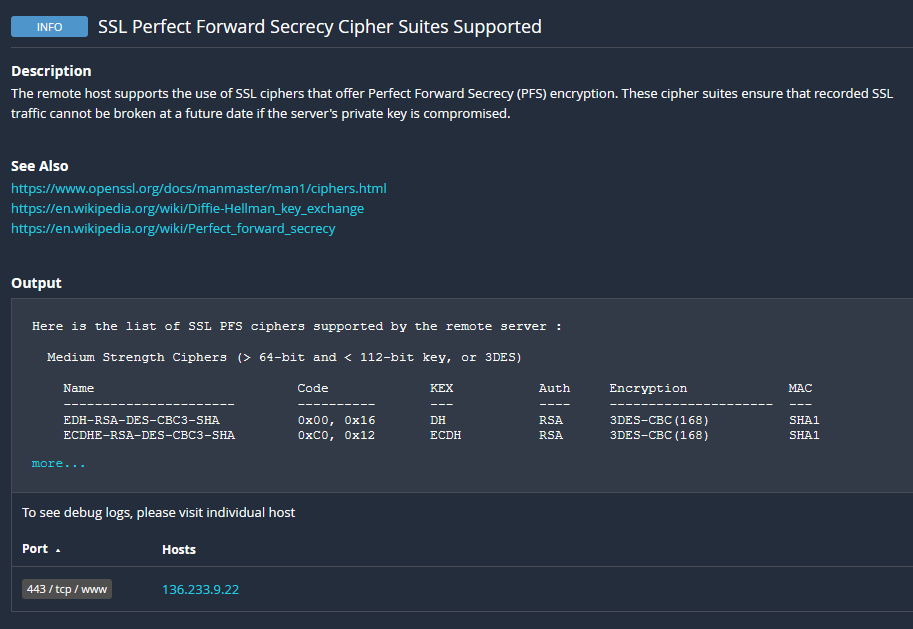 INFO SSL Perfect Forward Secrecy Cipher Suites Supported
Description
The remote host supports the use of SSL ciphers that offer Perfect Forward Secrecy (PFS) encryption. These cipher suites ensure that recorded SSL
traffic cannot be broken at a future date if the server's private key is compromised.
See Also
https://www.openssl.org/docs/manmaster/man1/ciphers.html
https://en.wikipedia.org/wiki/Diffie-Hellman_key_exchange
https://en.wikipedia.org/wiki/Perfect_forward_secrecy
Output
Here is the list of SSL PFS ciphers supported by the remote server :
Medium Strength Ciphers (> 64-bit and < 112-bit key, or 3DES)
Name Code KEX Auth Encryption MAC
---------------------- ---------- --- ---- --------------------- ---
EDH-RSA-DES-CBC3-SHA 0x00, 0x16 DH RSA 3DES-CBC(168) SHA1
ECDHE-RSA-DES-CBC3-SHA 0xC0, 0x12 ECDH RSA 3DES-CBC(168) SHA1
more...
To see debug logs, please visit individual host
Port ▲ Hosts
443 / tcp / www 136.233.9.22